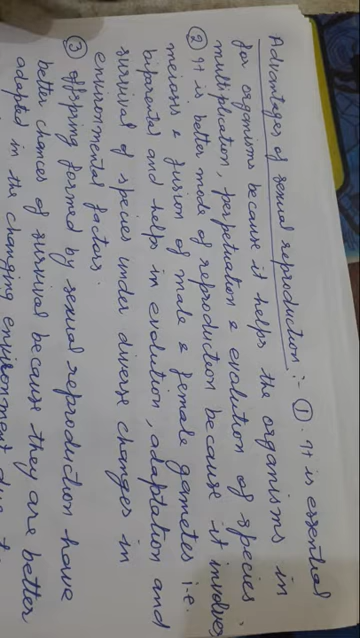 Advantages of sexual reproduction :- ① . It is essential
for organisms because it helps the organisms in
multiplication, perpetuation & evolution of species.
② It is better mode of reproduction because it involves
meiosis & fusion of male & female gametes i.e.
biparental and helps in evolution, adaptation and
survival of species under diverse changes in
environmental factors.
③ Offspring formed by sexual reproduction have
better chances of survival because they are better
adapted in the changing environment due to